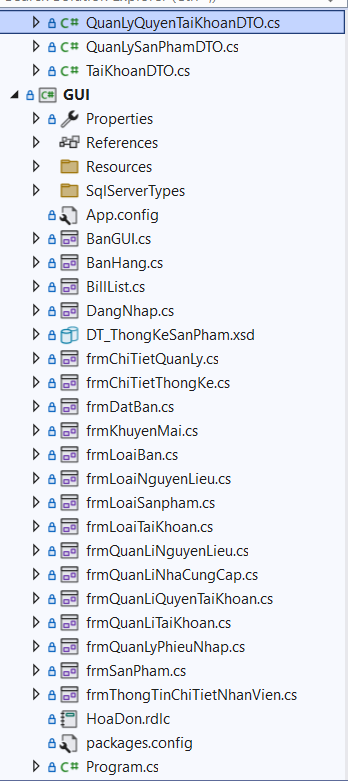 QuanLyQuyenTaiKhoanDTO.cs
QuanLySanPhamDTO.cs
TaiKhoanDTO.cs
GUI
Properties
References
Resources
SqlServerTypes
App.config
BanGUI.cs
BanHang.cs
BillList.cs
DangNhap.cs
DT_ThongKeSanPham.xsd
frmChiTietQuanLy.cs
frmChiTietThongKe.cs
frmDatBan.cs
frmKhuyenMai.cs
frmLoaiBan.cs
frmLoaiNguyenLieu.cs
frmLoaiSanpham.cs
frmLoaiTaiKhoan.cs
frmQuanLiNguyenLieu.cs
frmQuanLiNhaCungCap.cs
frmQuanLiQuyenTaiKhoan.cs
frmQuanLiTaiKhoan.cs
frmQuanLyPhieuNhap.cs
frmSanPham.cs
frmThongTinChiTietNhanVien.cs
HoaDon.rdlc
packages.config
Program.cs